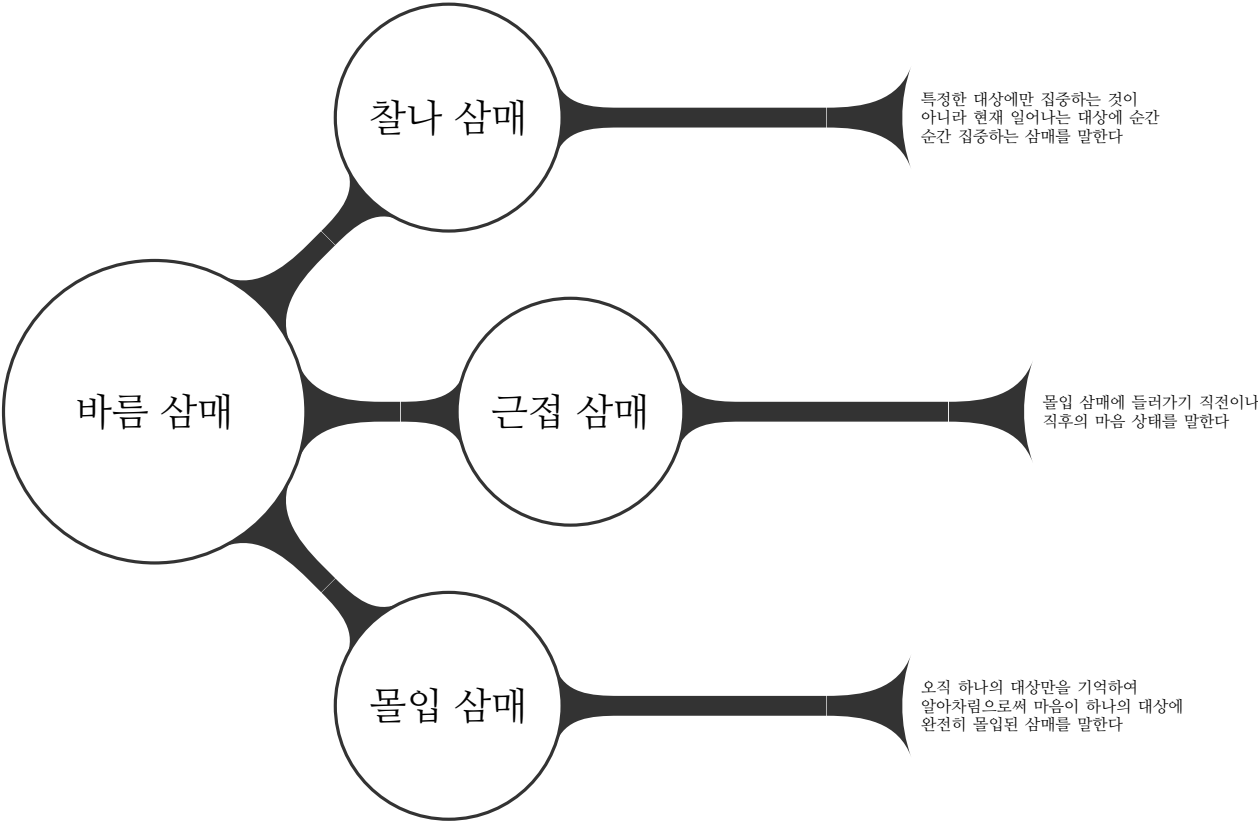 찰나 삼매
특정한 대상에만 집중하는 것이
아니라 현재 일어나는 대상에 순간
순간 집중하는 삼매를 말한다
바름 삼매
근접 삼매
몰입 삼매에 들러가기 직전이나
직후의 마음 상태를 말한다
몰입 삼매
오직 하나의 대상만을 기억하여
알아차림으로써 마음이 하나의 대상에
완전히 몰입된 삼매를 말한다